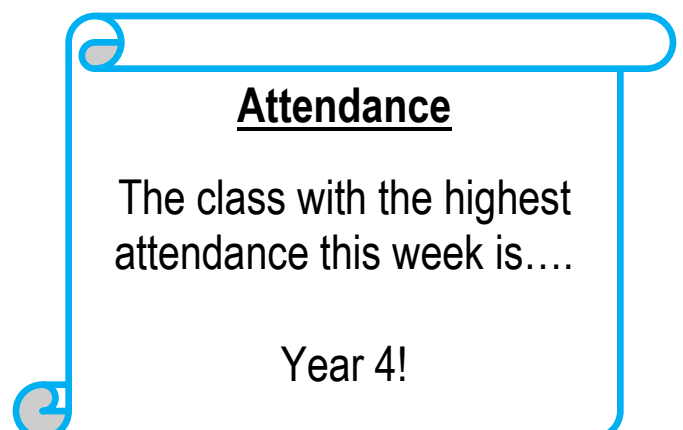 Attendance
The class with the highest
attendance this week is….
Year 4!